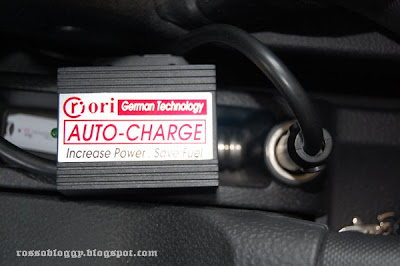 ori German Technology
AUTO-CHARGE
Increase Power . Save Fuel
rossobloggy.blogspot.com